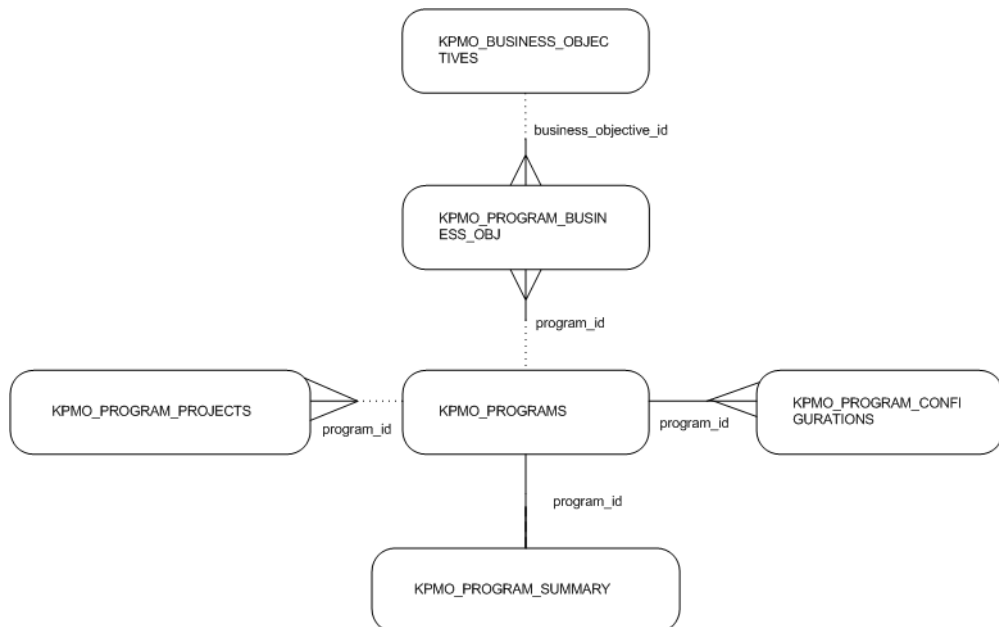 KPMO_BUSINESS_OBJEC
TIVES
business_objective_id
KPMO_PROGRAM_BUSIN
ESS_OBJ
program_id
KPMO_PROGRAM_PROJECTS
program_id
KPMO_PROGRAMS
program_id
KPMO_PROGRAM_CONFI
GURATIONS
program_id
KPMO_PROGRAM_SUMMARY